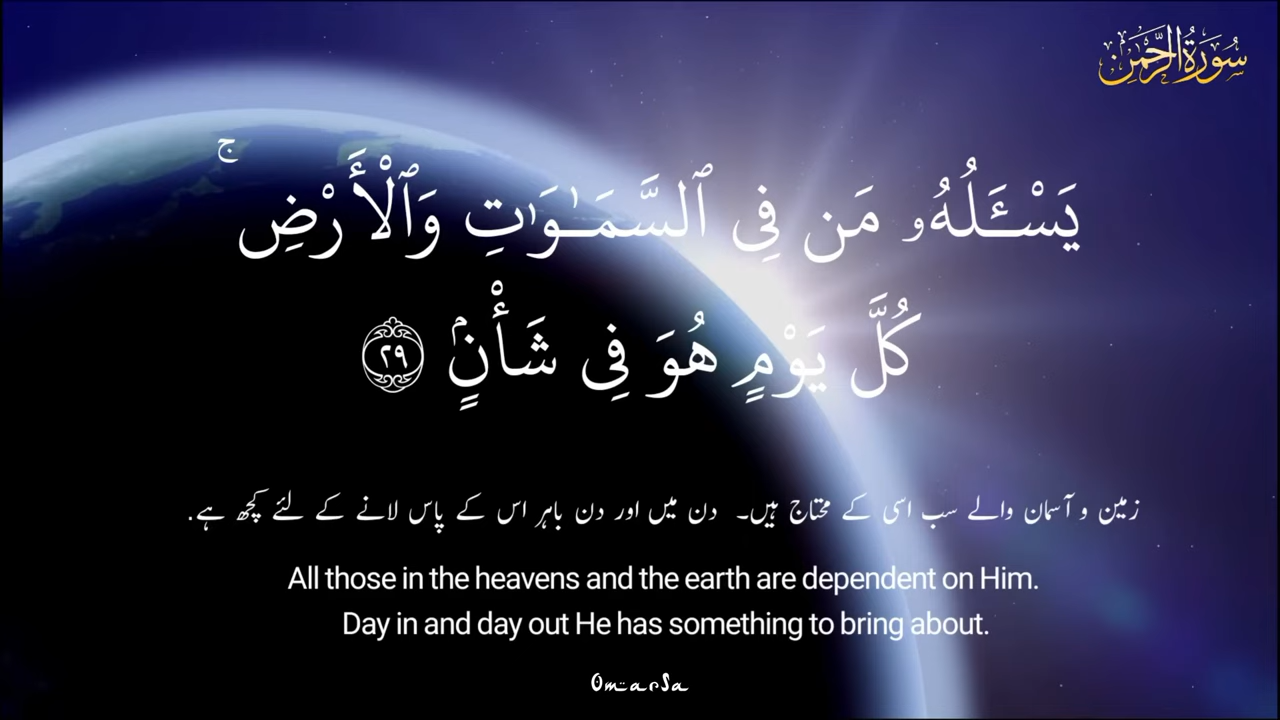 سُورَةُ الرَّحْمٰن
يَسْـَٔلُهُۥ مَن فِى ٱلسَّمَـٰوَٰتِ وَٱلْأَرْضِ ۚ
كُلَّ يَوْمٍ هُوَ فِى شَأْنٍۢ ٢٩
زمین و آسمان والے سب اسی کے محتاج ہیں۔ دن میں اور دن باہر اس کے پاس لانے کے لئے کچھ ہے.
All those in the heavens and the earth are dependent on Him.
Day in and day out He has something to bring about.
OmarSa